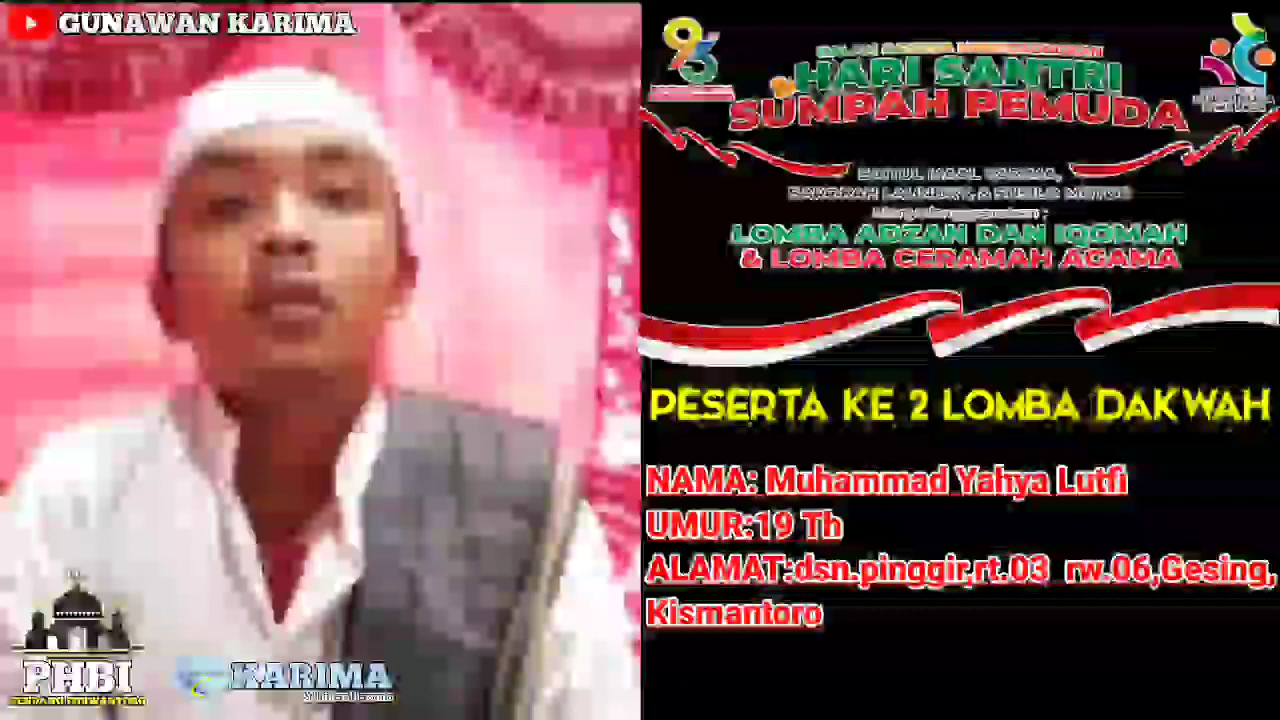 GUNAWAN KARIMA
HARI SANTRI
SUMPAH PEMUDA
LOMBA ADZAN DAN IQOMAH
& LOMBA CERAMAH AGAMA
PESERTA KE 2 LOMBA DAKWAH
NAMA: Muhammad Yahya Lutfi
UMUR:19 Th
ALAMAT:dsn.pinggir,rt.03 rw.06,Gesing,
Kismantoro
PHBI
KARIMA